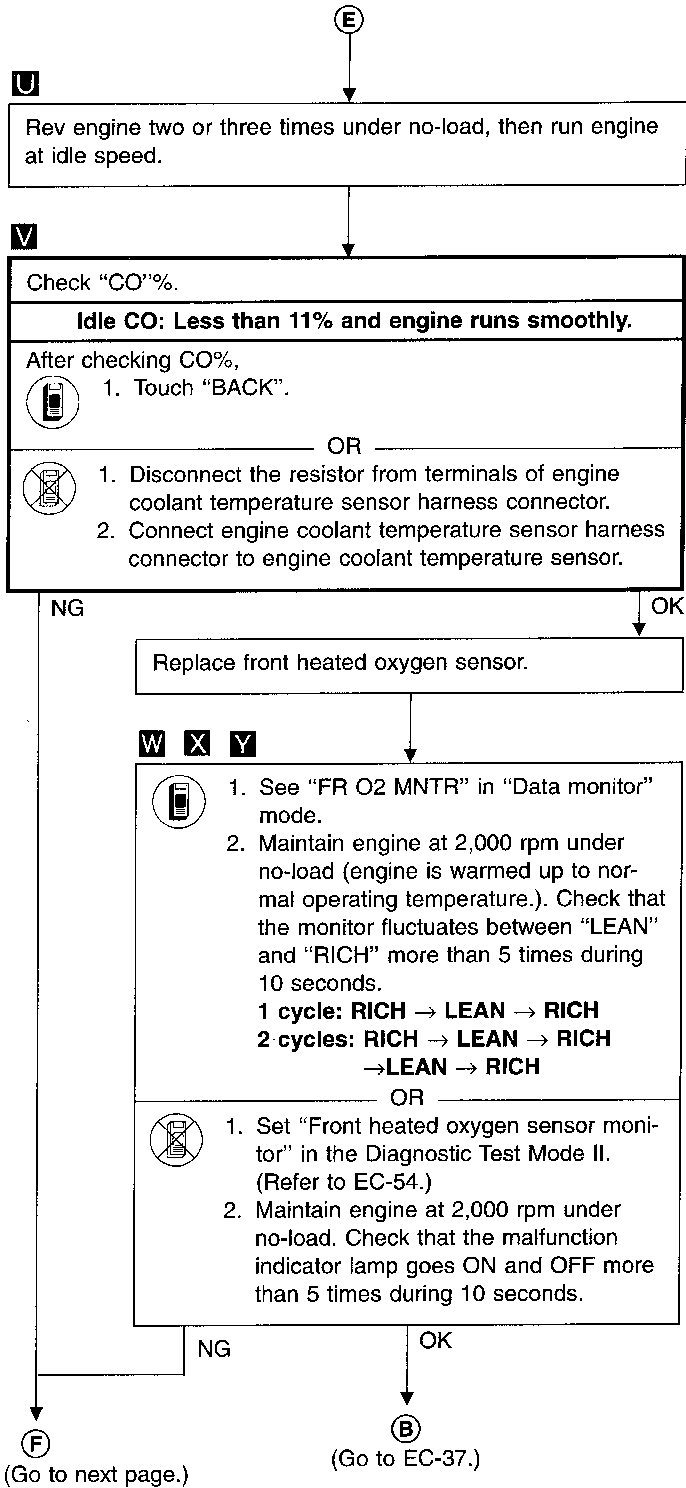 E
U
Rev engine two or three times under no-load, then run engine
at idle speed.
V
Check “CO”%.
Idle CO: Less than 11% and engine runs smoothly.
After checking CO%,
1. Touch “BACK”.
OR
1. Disconnect the resistor from terminals of engine
coolant temperature sensor harness connector.
2. Connect engine coolant temperature sensor harness
connector to engine coolant temperature sensor.
NG
OK
Replace front heated oxygen sensor.
W X Y
1. See “FR O2 MNTR” in “Data monitor”
mode.
2. Maintain engine at 2,000 rpm under
no-load (engine is warmed up to nor-
mal operating temperature.). Check that
the monitor fluctuates between “LEAN”
and “RICH” more than 5 times during
10 seconds.
1 cycle: RICH → LEAN → RICH
2 cycles: RICH → LEAN → RICH
→LEAN → RICH
OR
1. Set “Front heated oxygen sensor moni-
tor” in the Diagnostic Test Mode II.
(Refer to EC-54.)
2. Maintain engine at 2,000 rpm under
no-load. Check that the malfunction
indicator lamp goes ON and OFF more
than 5 times during 10 seconds.
NG
OK
F
(Go to next page.)
B
(Go to EC-37.)